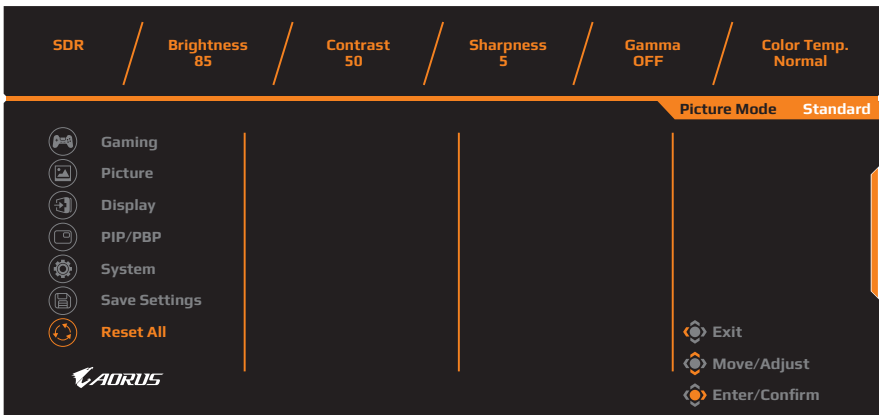 SDR
Brightness
85
Contrast
50
Sharpness
5
Gamma
OFF
Color Temp.
Normal
Picture Mode Standard
Gaming
Picture
Display
PIP/PBP
System
Save Settings
Reset All
AORUS
Exit
Move/Adjust
Enter/Confirm